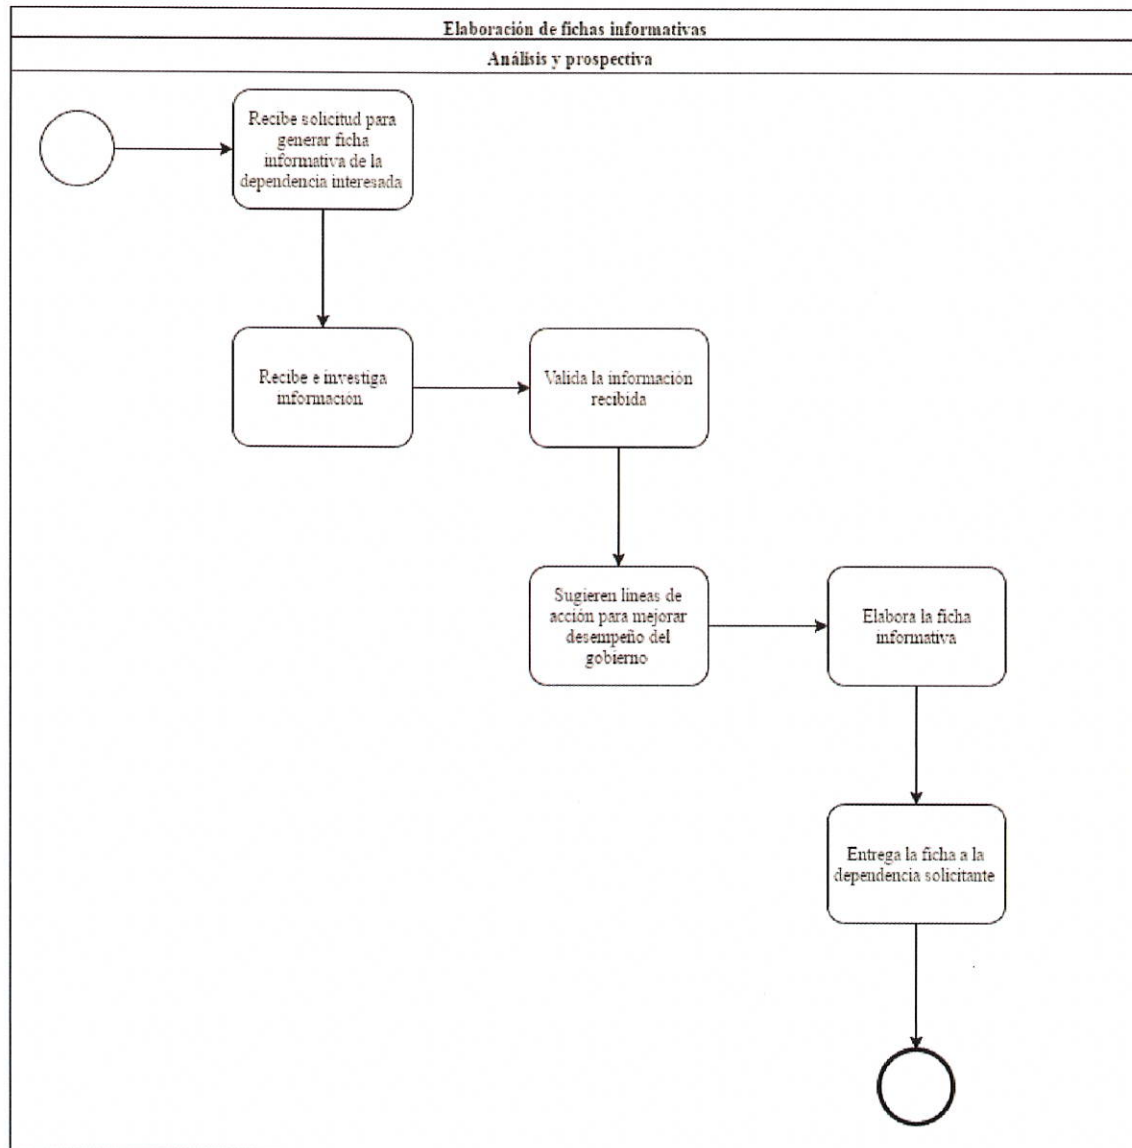 Elaboración de fichas informativas
Análisis y prospectiva
Recibe solicitud para
generar ficha
informativa de la
dependencia interesada
Recibe e investiga
información
Valida la información
recibida
Sugieren lineas de
acción para mejorar
desempeño del
gobierno
Elabora la ficha
informativa
Entrega la ficha a la
dependencia solicitante